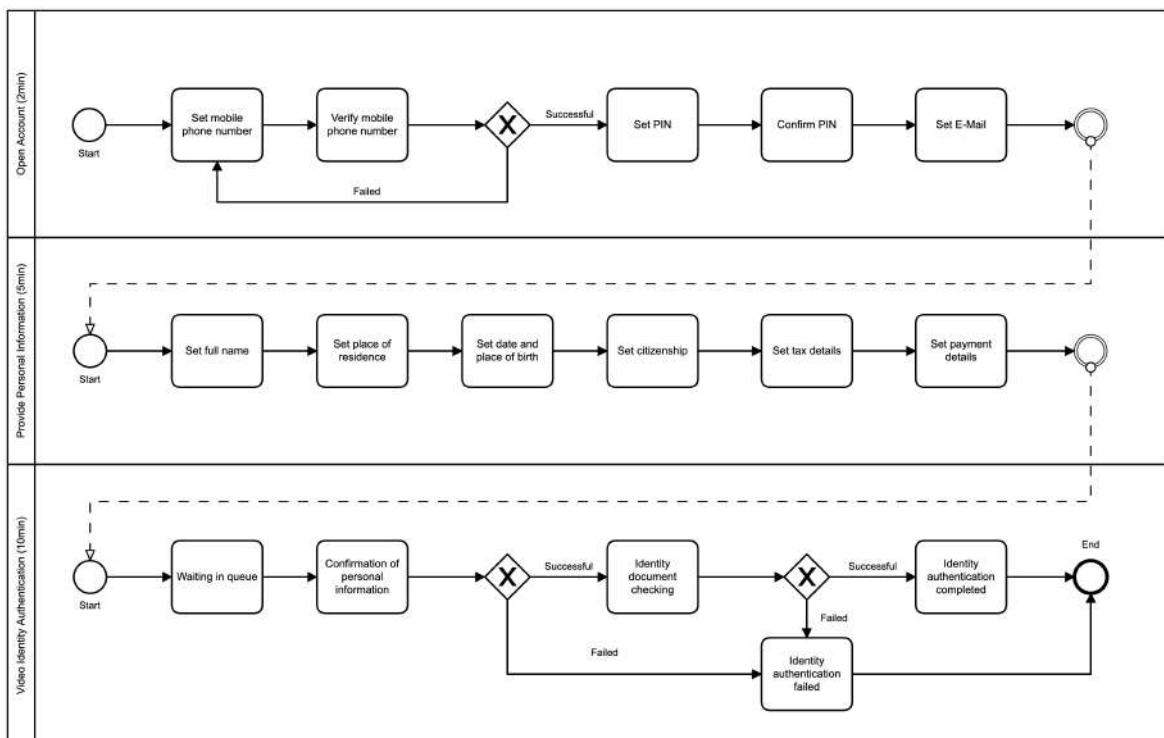 Open Account (2min)
Start
Set mobile
phone number
Verify mobile
phone number
X
Successful
Failed
Set PIN
Confirm PIN
Set E-Mail
Provide Personal Information (5min)
Start
Set full name
Set place of
residence
Set date and
place of birth
Set citizenship
Set tax details
Set payment
details
Video Identity Authentication (10min)
Start
Waiting in queue
Confirmation of
personal
information
X
Successful
Failed
Identity
document
checking
X
Successful
Failed
Identity
authentication
completed
Identity
authentication
failed
End